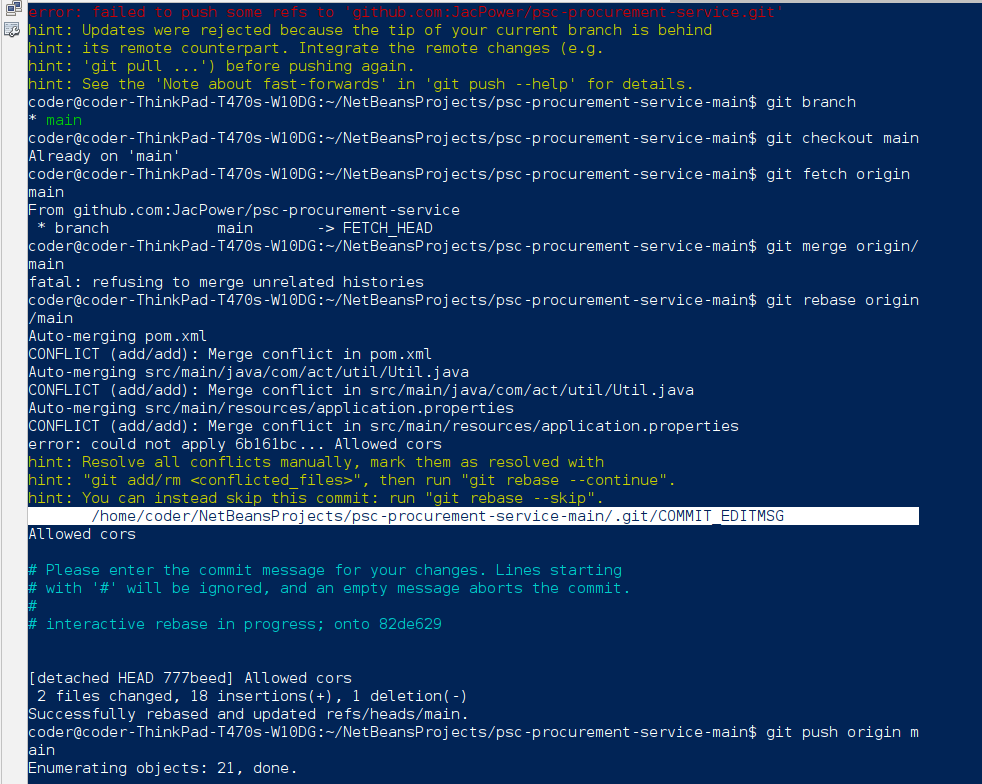 error: failed to push some refs to 'github.com:JacPower/psc-procurement-service.git'
hint: Updates were rejected because the tip of your current branch is behind
hint: its remote counterpart. Integrate the remote changes (e.g.
hint: 'git pull ...') before pushing again.
hint: See the 'Note about fast-forwards' in 'git push --help' for details.
coder@coder-ThinkPad-T470s-W10DG:~/NetBeansProjects/psc-procurement-service-main$ git branch
* main
coder@coder-ThinkPad-T470s-W10DG:~/NetBeansProjects/psc-procurement-service-main$ git checkout main
Already on 'main'
coder@coder-ThinkPad-T470s-W10DG:~/NetBeansProjects/psc-procurement-service-main$ git fetch origin
main
From github.com:JacPower/psc-procurement-service
 * branch            main       -> FETCH_HEAD
coder@coder-ThinkPad-T470s-W10DG:~/NetBeansProjects/psc-procurement-service-main$ git merge origin/
main
fatal: refusing to merge unrelated histories
coder@coder-ThinkPad-T470s-W10DG:~/NetBeansProjects/psc-procurement-service-main$ git rebase origin
/main
Auto-merging pom.xml
CONFLICT (add/add): Merge conflict in pom.xml
Auto-merging src/main/java/com/act/util/Util.java
CONFLICT (add/add): Merge conflict in src/main/java/com/act/util/Util.java
Auto-merging src/main/resources/application.properties
CONFLICT (add/add): Merge conflict in src/main/resources/application.properties
error: could not apply 6b161bc... Allowed cors
hint: Resolve all conflicts manually, mark them as resolved with
hint: "git add/rm <conflicted_files>", then run "git rebase --continue".
hint: You can instead skip this commit: run "git rebase --skip".
/home/coder/NetBeansProjects/psc-procurement-service-main/.git/COMMIT_EDITMSG
Allowed cors
# Please enter the commit message for your changes. Lines starting
# with '#' will be ignored, and an empty message aborts the commit.
#
# interactive rebase in progress; onto 82de629
[detached HEAD 777beed] Allowed cors
 2 files changed, 18 insertions(+), 1 deletion(-)
Successfully rebased and updated refs/heads/main.
coder@coder-ThinkPad-T470s-W10DG:~/NetBeansProjects/psc-procurement-service-main$ git push origin m
ain
Enumerating objects: 21, done.